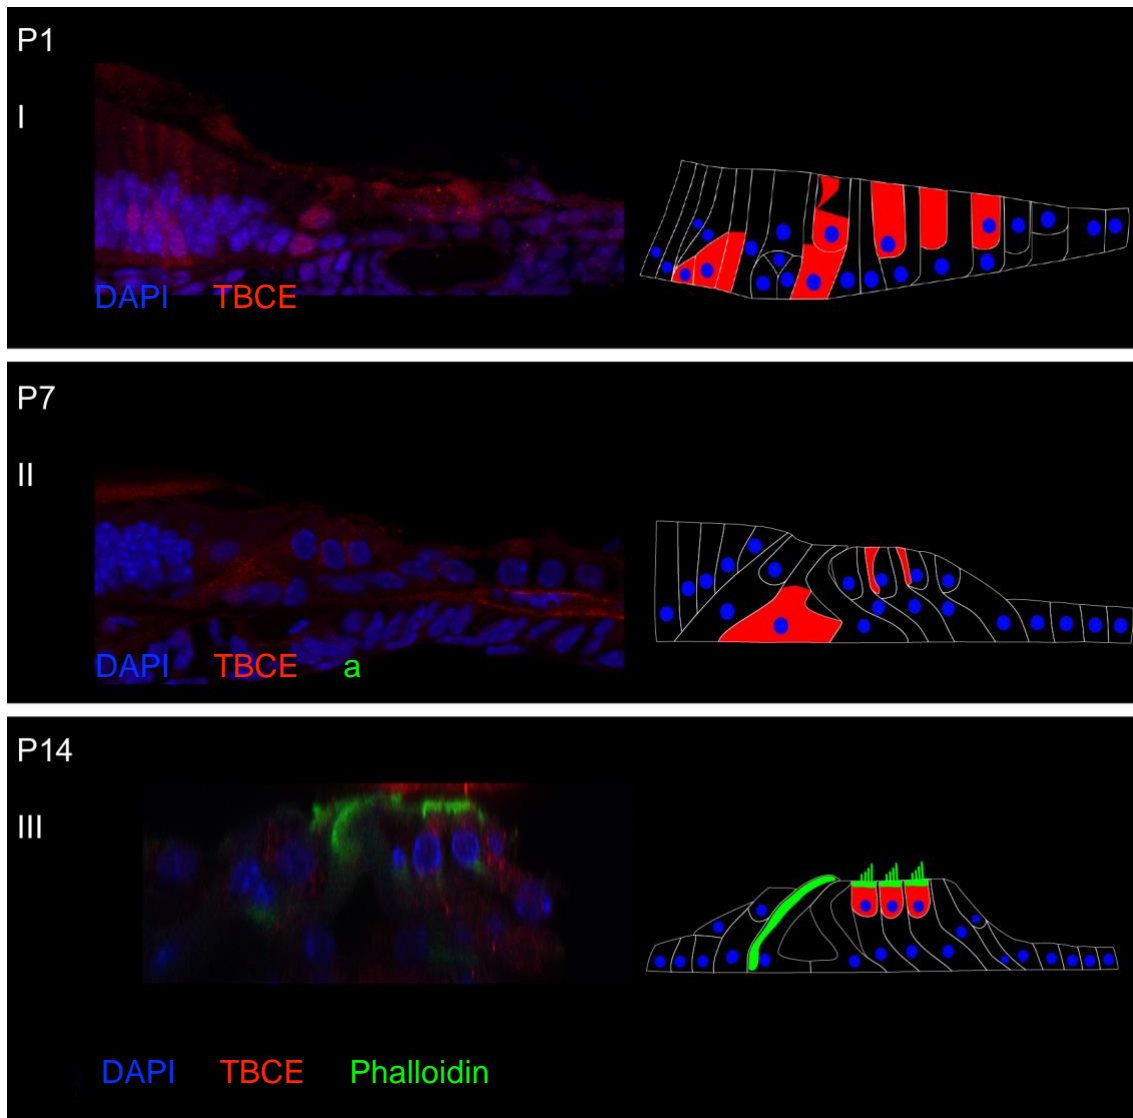 P1
I
DAPI TBCE
P7
II
DAPI TBCE a
P14
III
DAPI TBCE Phalloidin